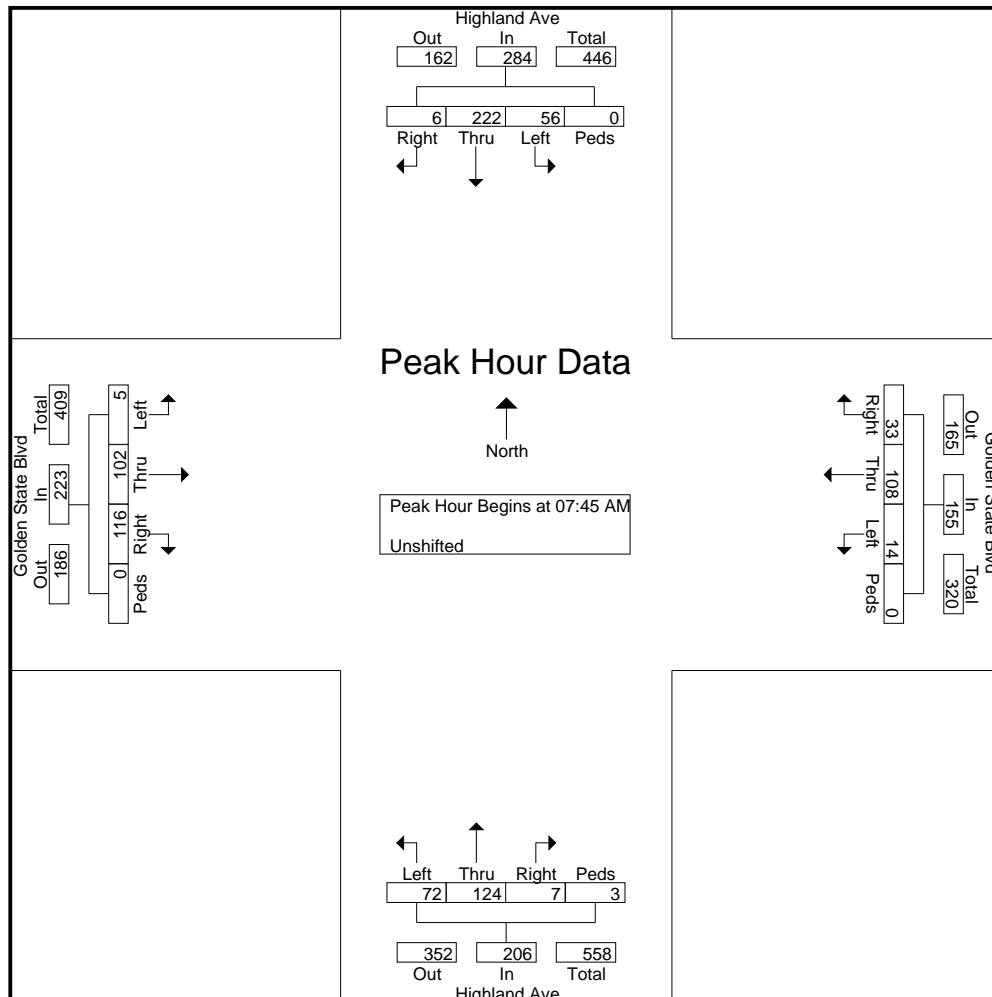 Highland Ave
Out In Total
162 284 446
6 222 56 0
Right Thru Left Peds
Peak Hour Data
North
Peak Hour Begins at 07:45 AM
Unshifted
Golden State Blvd
Out In Total
186 223 409
5 102 116 0
Left Thru Right Peds
Golden State Blvd
Out In Total
165 155 320
33 108 14 0
Right Thru Left Peds
Left Thru Right Peds
72 124 7 3
352 206 558
Out In Total
Highland Ave